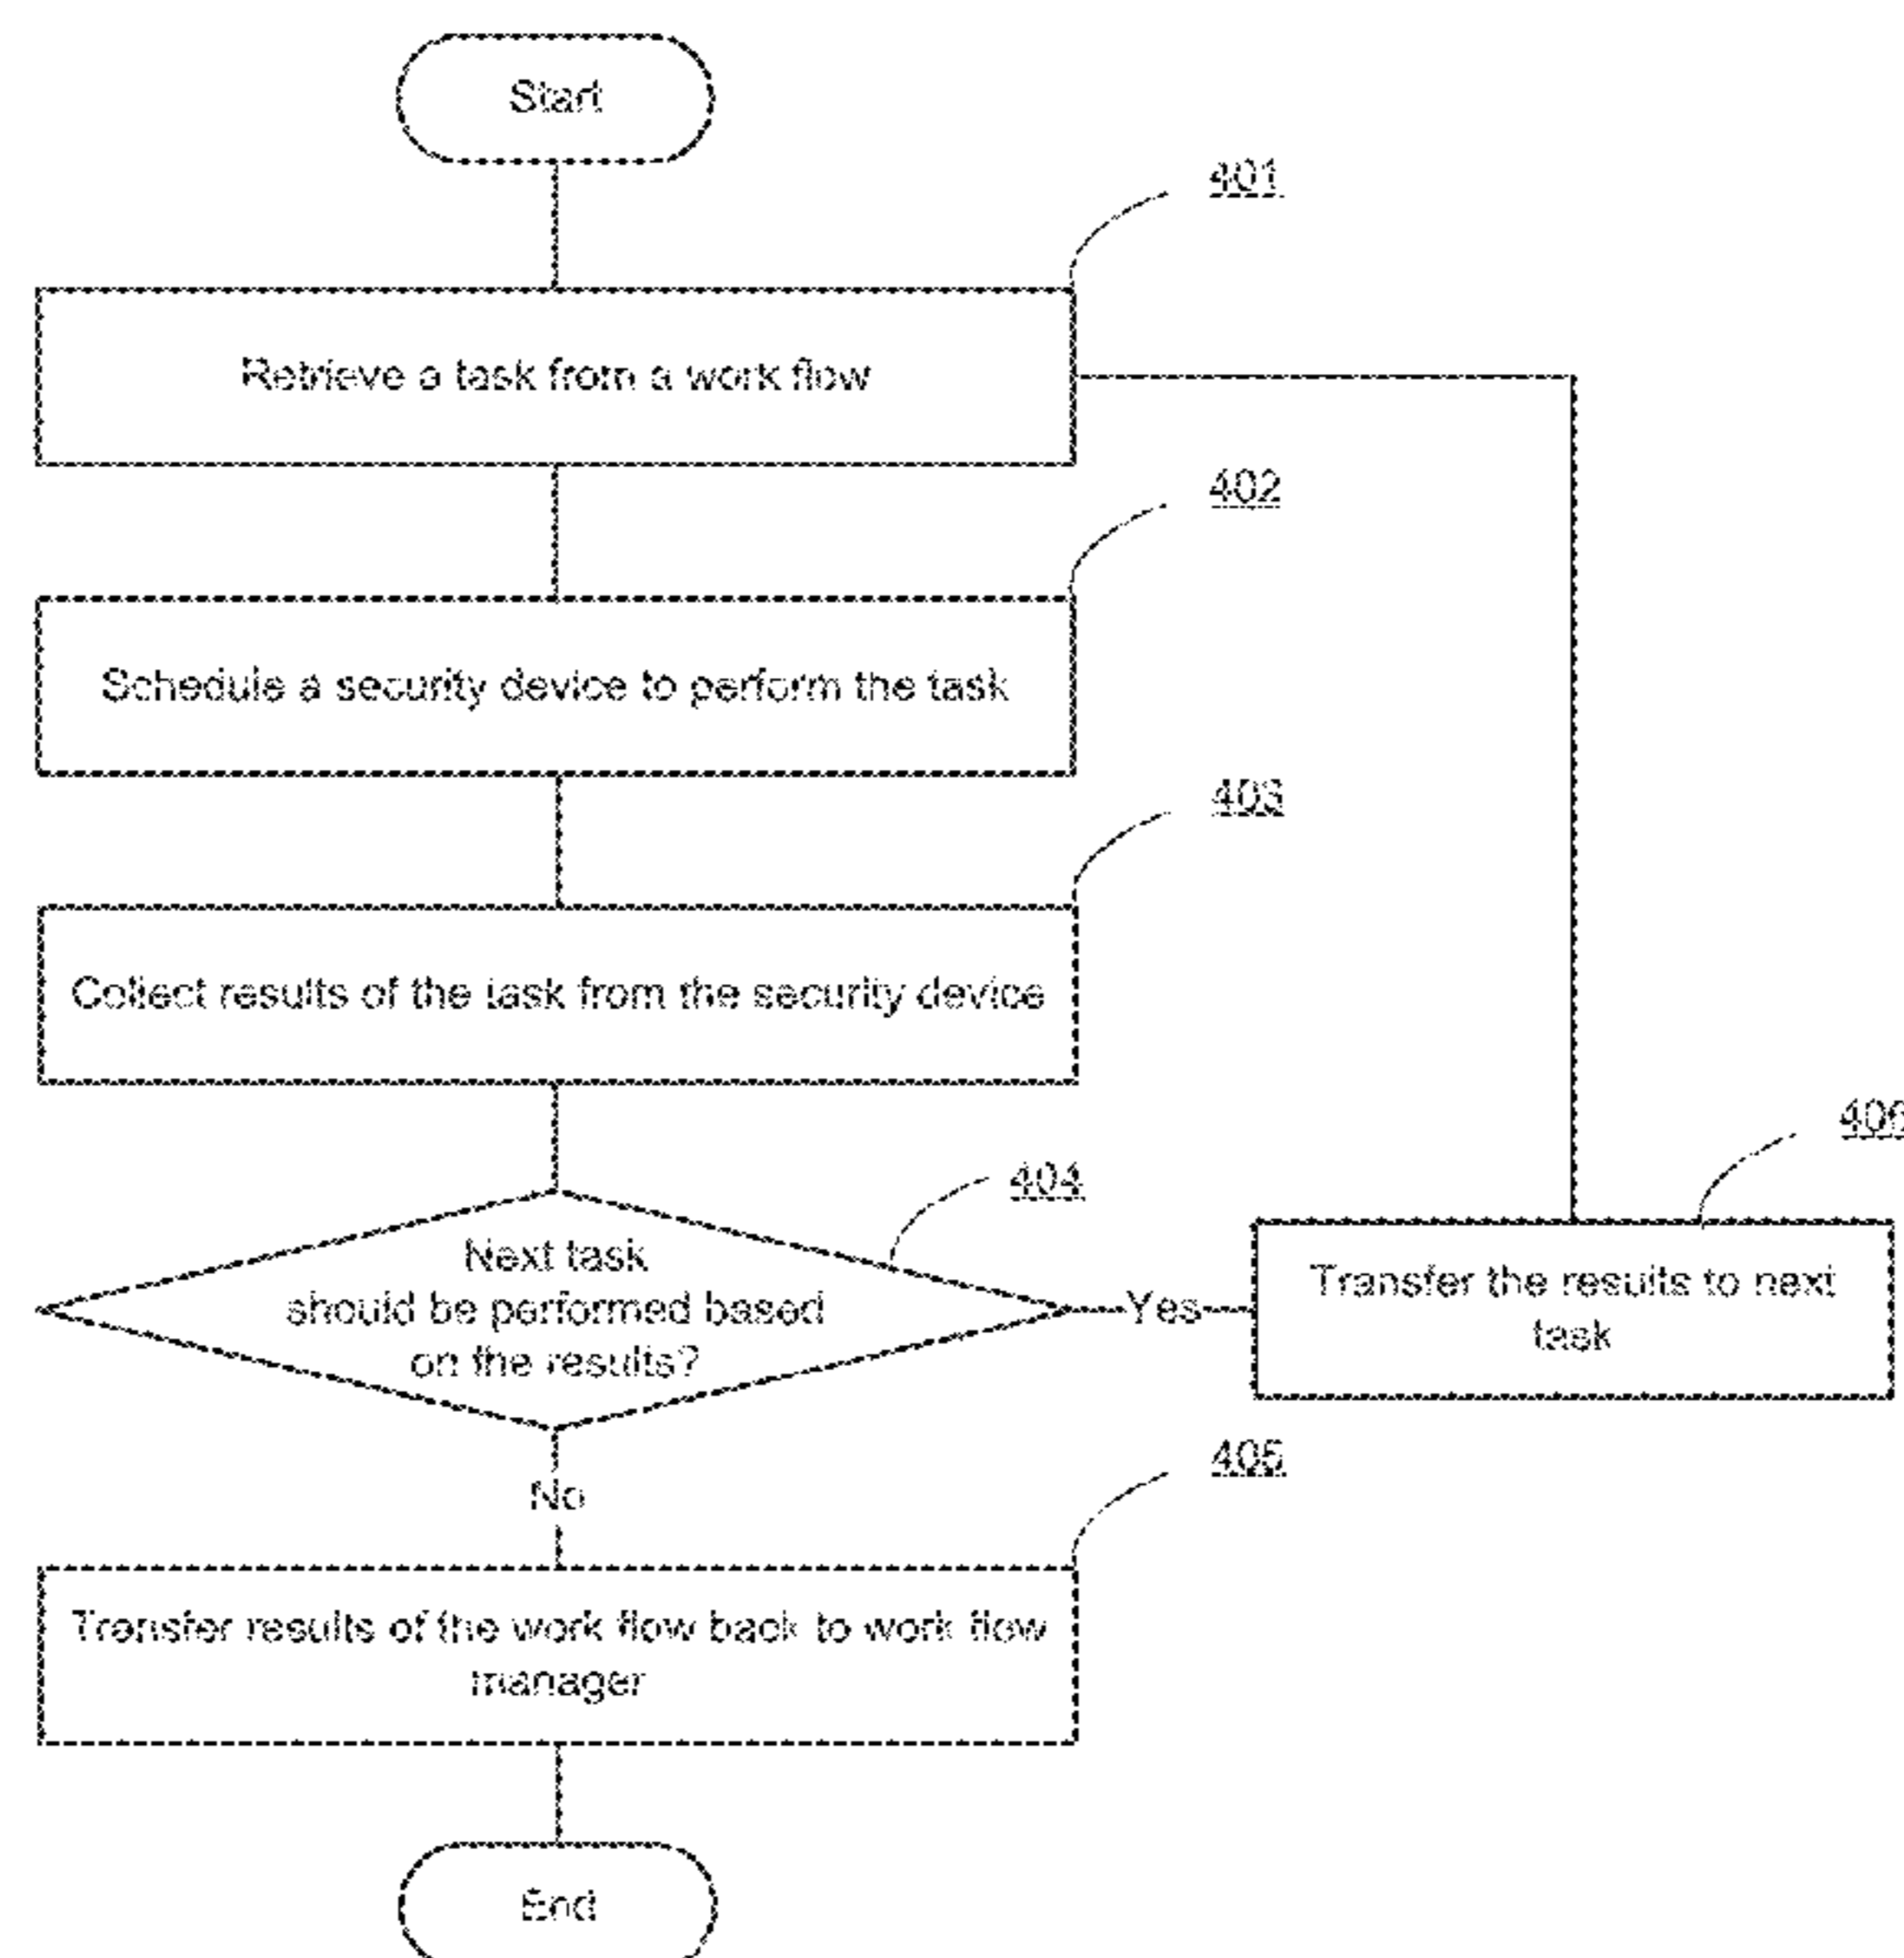 Start
401
Retrieve a task from a work flow
402
Schedule a security device to perform the task
403
Collect results of the task from the security device
404
406
Next task
should be performed based
on the results?
Yes
Transfer the results to next
task
No
405
Transfer results of the work flow back to work flow
manager
End